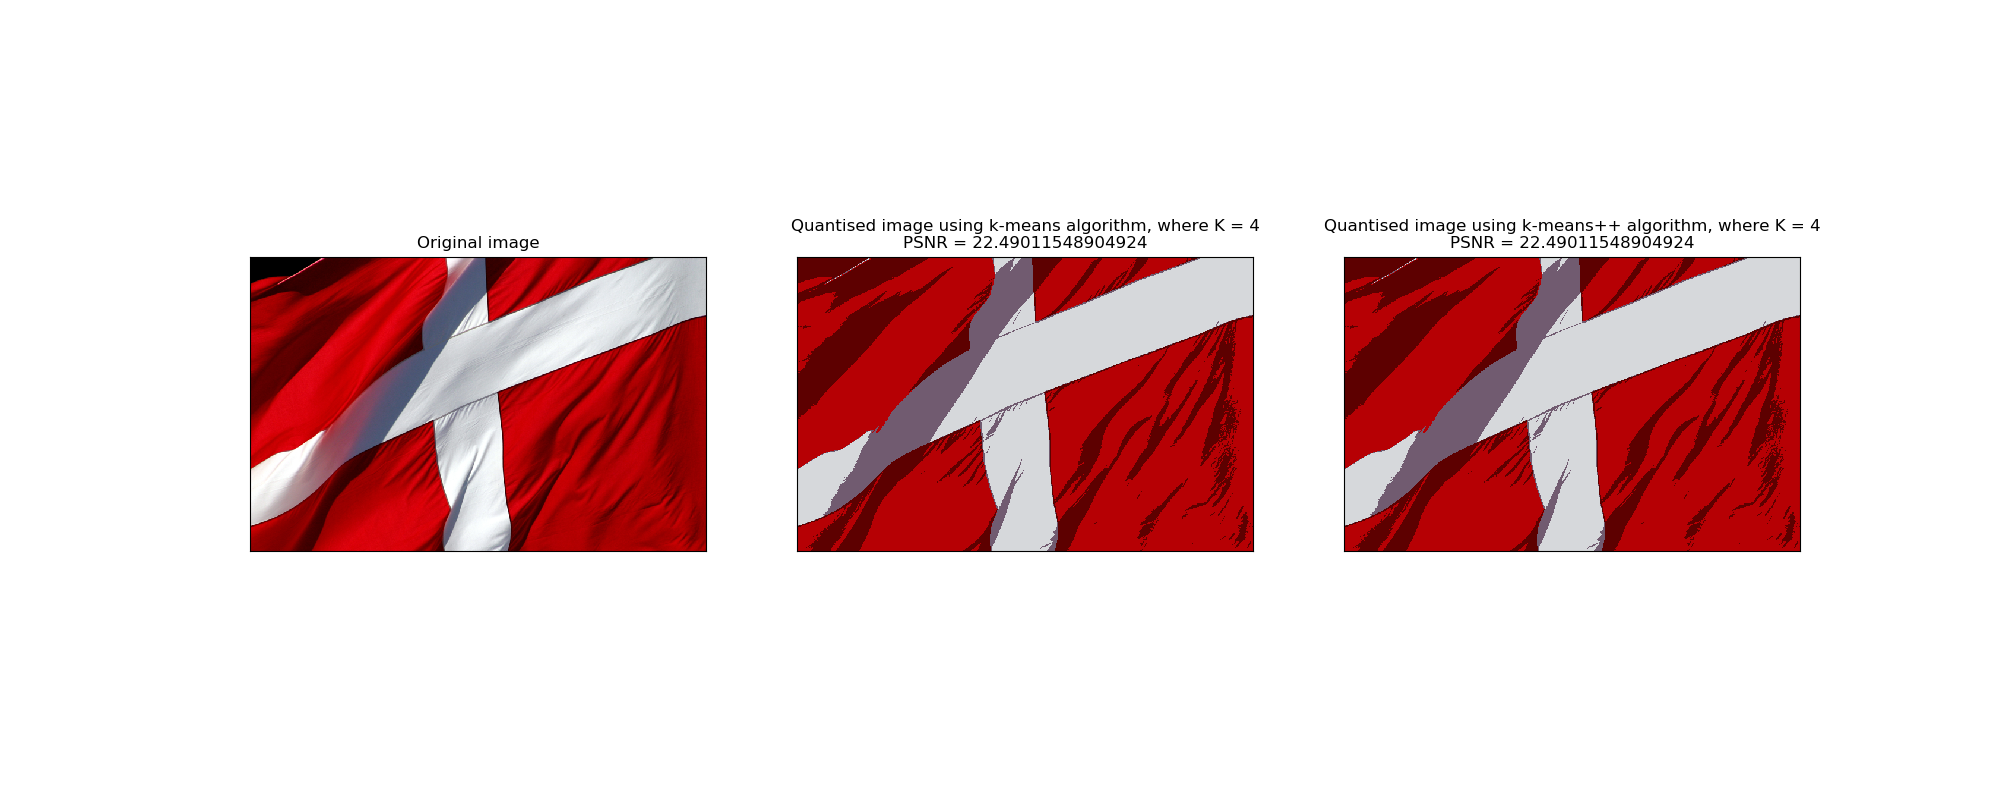 Original image
Quantised image using k-means algorithm, where K = 4
PSNR = 22.49011548904924
Quantised image using k-means++ algorithm, where K = 4
PSNR = 22.49011548904924